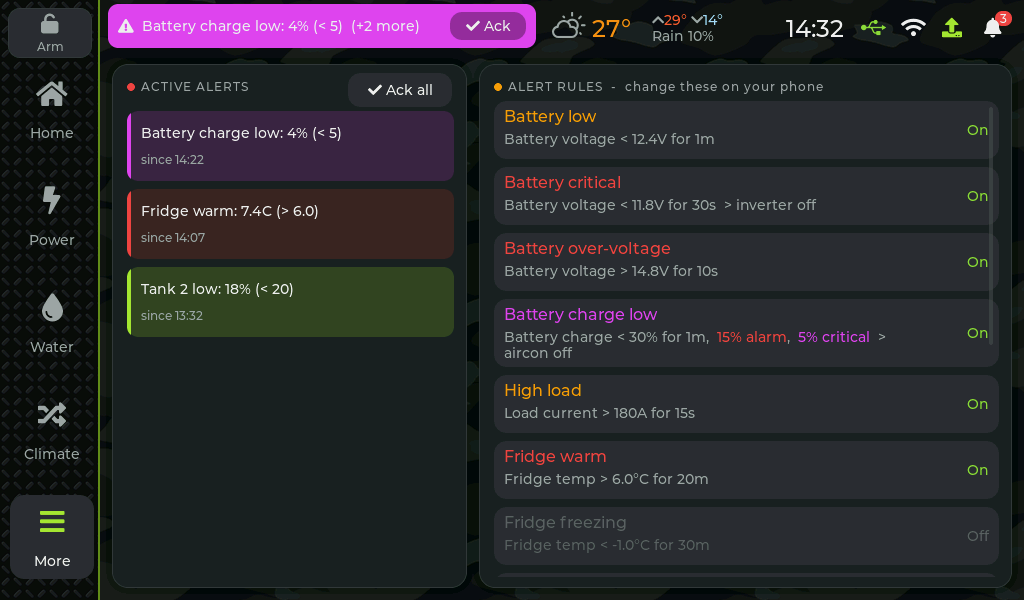 Arm
Battery charge low: 4% (< 5) (+2 more)
Ack
27°
29° 14°
Rain 10%
14:32
3
Home
Power
Water
Climate
More
ACTIVE ALERTS
Ack all
Battery charge low: 4% (< 5)
since 14:22
Fridge warm: 7.4C (> 6.0)
since 14:07
Tank 2 low: 18% (< 20)
since 13:32
ALERT RULES - change these on your phone
Battery low
Battery voltage < 12.4V for 1m
On
Battery critical
Battery voltage < 11.8V for 30s > inverter off
On
Battery over-voltage
Battery voltage > 14.8V for 10s
On
Battery charge low
Battery charge < 30% for 1m, 15% alarm, 5% critical >
aircon off
On
High load
Load current > 180A for 15s
On
Fridge warm
Fridge temp > 6.0°C for 20m
On
Fridge freezing
Fridge temp < -1.0°C for 30m
Off